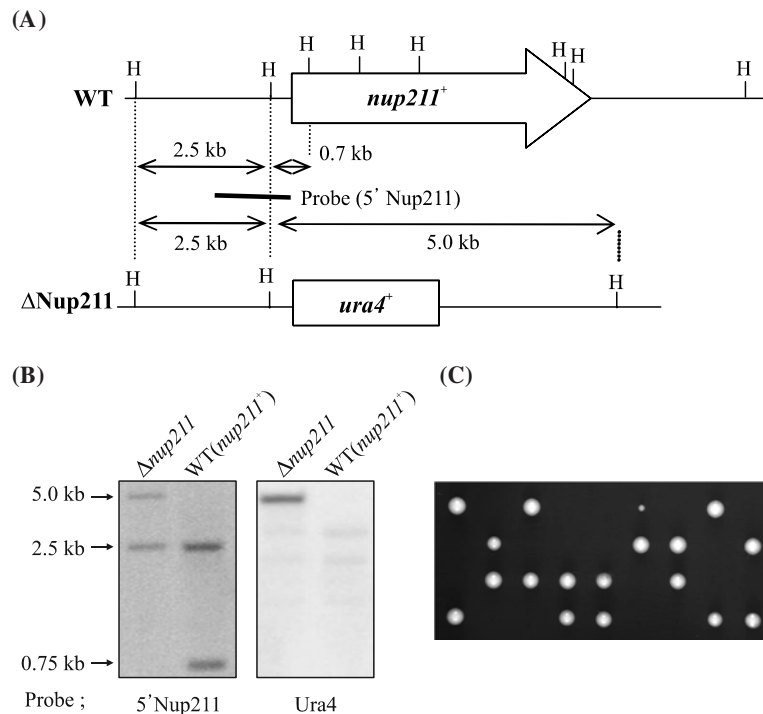 (A)
H H H H H H H H
WT nup211⁺
2.5 kb 0.7 kb
Probe (5’ Nup211)
2.5 kb 5.0 kb
H H H
ΔNup211 ura4⁺
(B) (C)
Δnup211 WT(nup211⁺) Δnup211 WT(nup211⁺)
5.0 kb
2.5 kb
0.75 kb
Probe ; 5’Nup211 Ura4